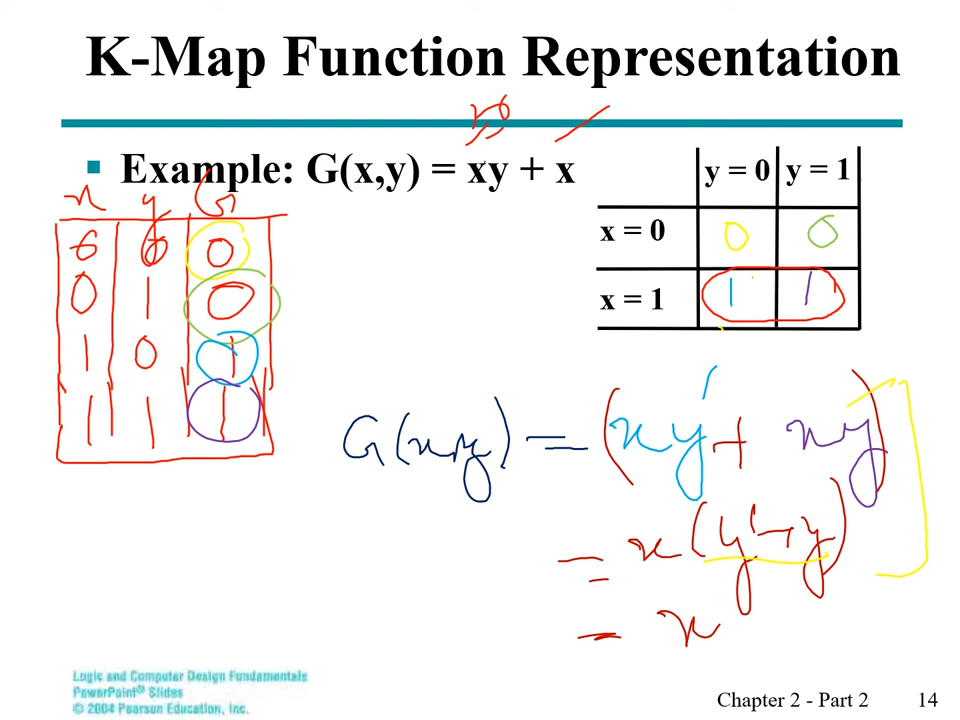 K-Map Function Representation
Example: G(x,y) = xy + x
y = 0 y = 1
x = 0 0 0
x = 1 1 1
x y G
0 0 0
0 1 0
1 0 1
1 1 1
G(x,y) = (xy' + xy)
= x(y'+y)
= x
Logic and Computer Design Fundamentals
PowerPoint® Slides
© 2004 Pearson Education, Inc.
Chapter 2 - Part 2 14